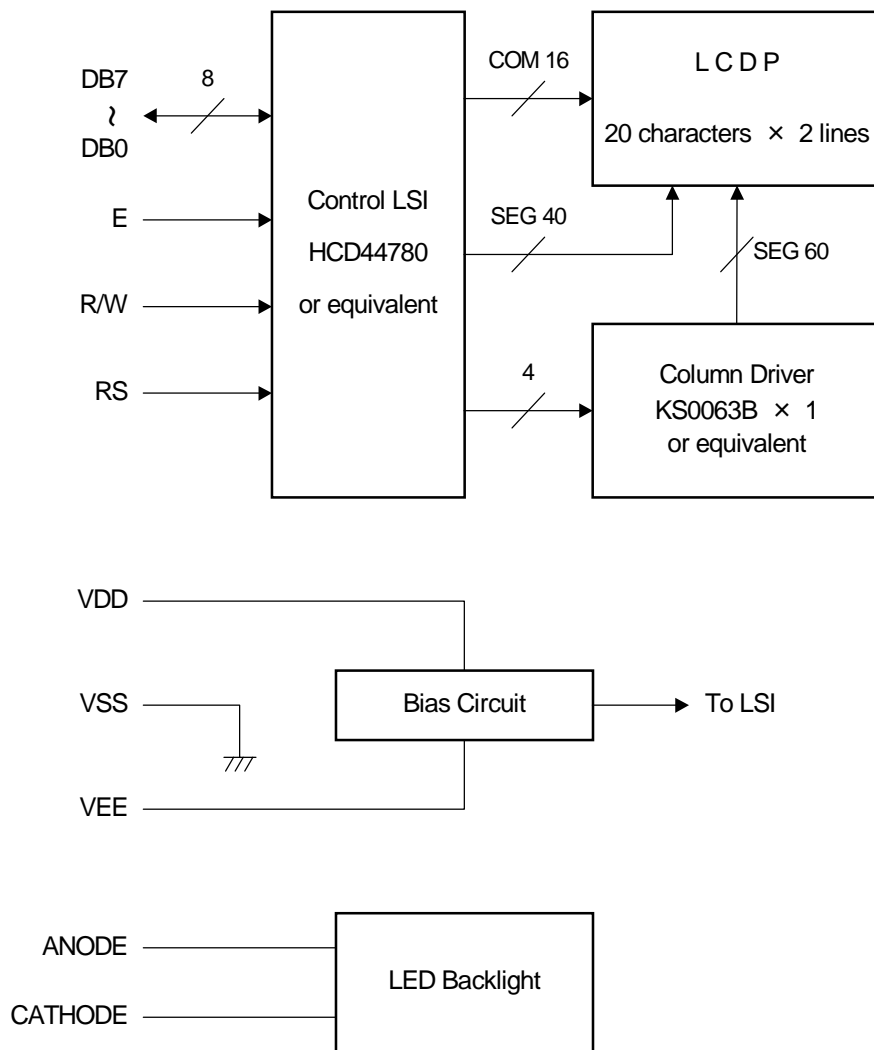 DB7
~
DB0
8
E
R/W
RS
Control LSI
HCD44780
or equivalent
COM 16
SEG 40
4
L C D P
20 characters × 2 lines
SEG 60
Column Driver
KS0063B × 1
or equivalent
VDD
VSS
VEE
Bias Circuit
To LSI
ANODE
CATHODE
LED Backlight